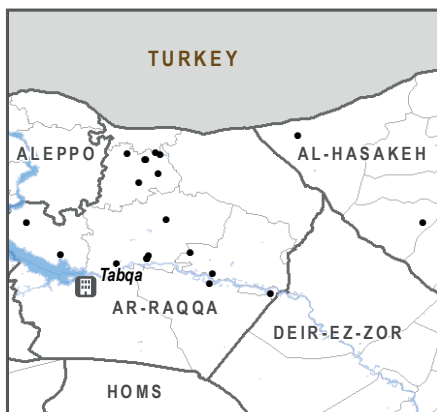 TURKEY
ALEPPO
AL-HASAKEH
Tabqa
AR-RAQQA
DEIR-EZ-ZOR
HOMS